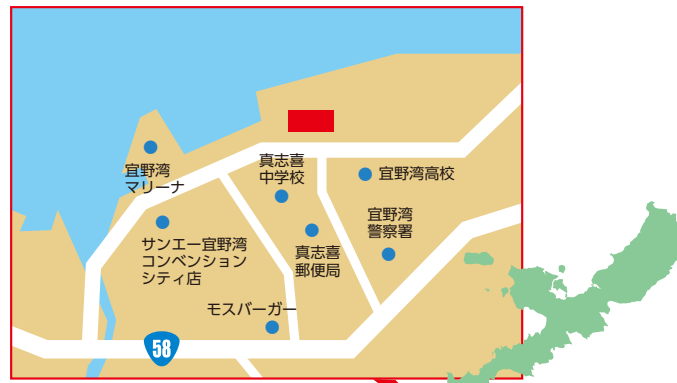 真志喜
中学校
宜野湾高校
宜野湾
マリーナ
宜野湾
警察署
サンエー宜野湾
コンベンション
シティ店
真志喜
郵便局
モスバーガー
58